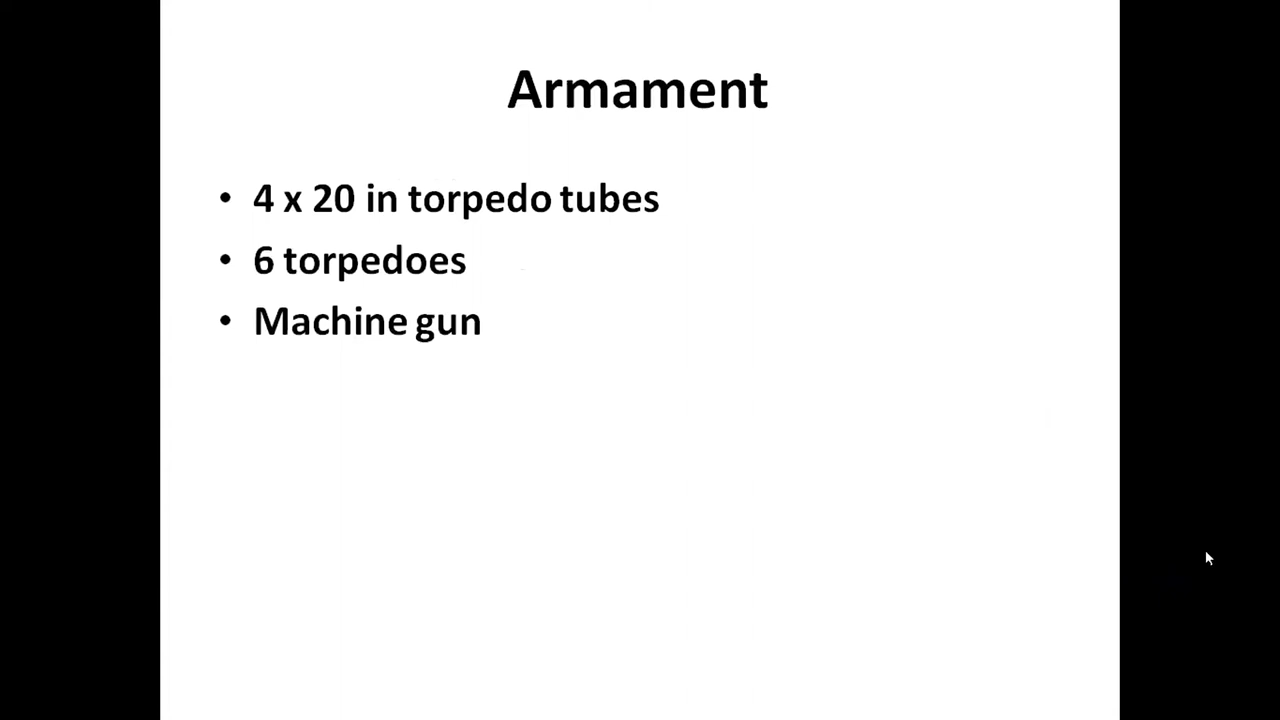 Armament
• 4 x 20 in torpedo tubes
• 6 torpedoes
• Machine gun